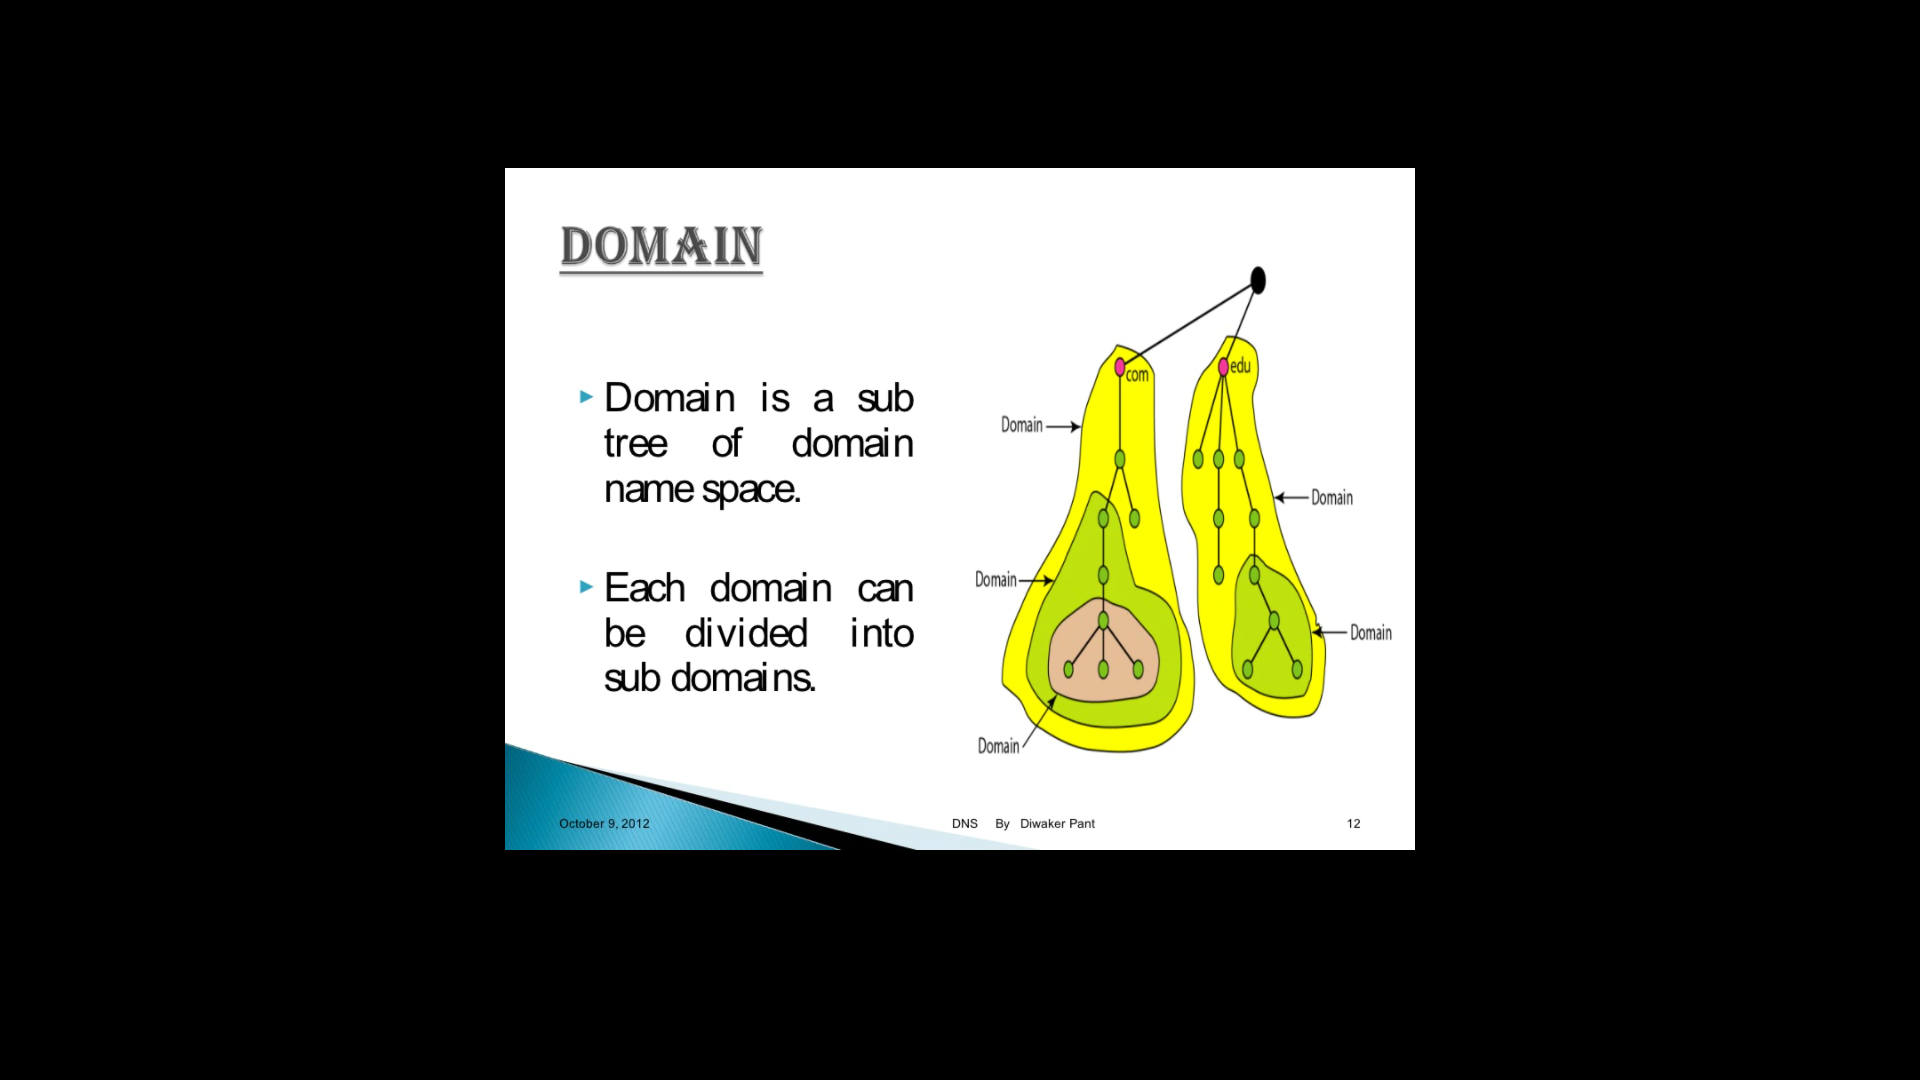 DOMAIN
Domain is a sub
tree of domain
name space.
Each domain can
be divided into
sub domains.
com
edu
Domain
Domain
Domain
Domain
Domain
October 9, 2012
DNS By Diwaker Pant
12